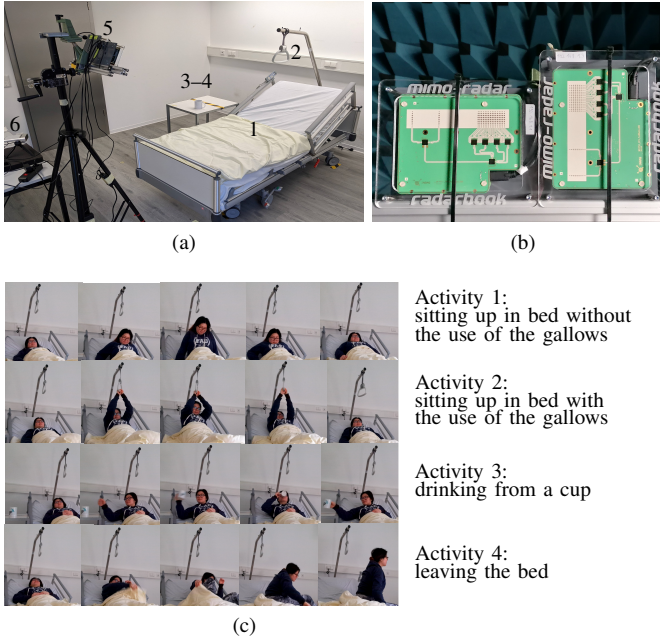 5
2
3–4
1
6
mimo-radar
radarbook
mimo-radar
radarbook
(a)
(b)
Activity 1:
sitting up in bed without
the use of the gallows
Activity 2:
sitting up in bed with
the use of the gallows
Activity 3:
drinking from a cup
Activity 4:
leaving the bed
(c)